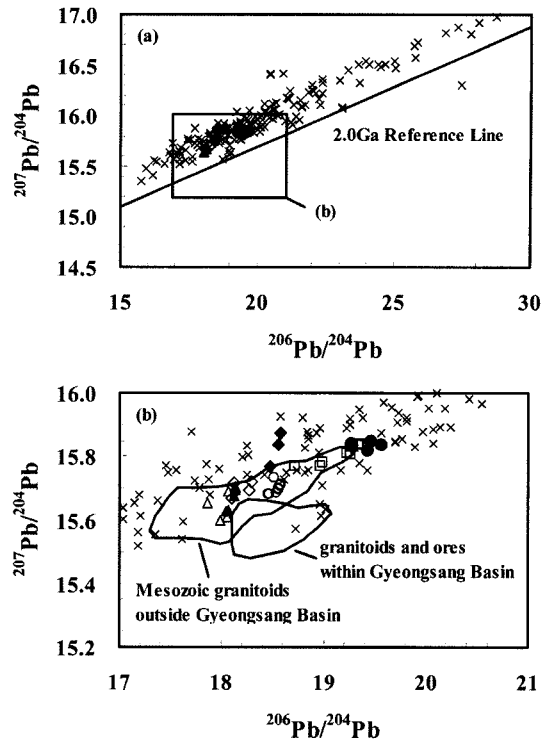 (a)
17.0
16.5
16.0
15.5
15.0
14.5
²⁰⁷Pb/²⁰⁴Pb
2.0Ga Reference Line
(b)
15 20 25 30
²⁰⁶Pb/²⁰⁴Pb
(b)
16.0
15.8
15.6
15.4
15.2
²⁰⁷Pb/²⁰⁴Pb
granitoids and ores
within Gyeongsang Basin
Mesozoic granitoids
outside Gyeongsang Basin
17 18 19 20 21
²⁰⁶Pb/²⁰⁴Pb